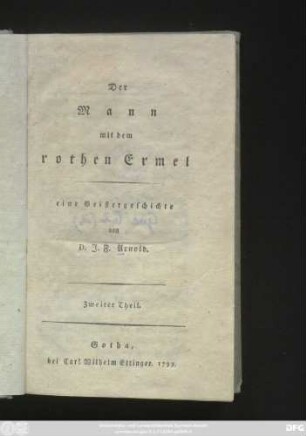 Der
Mann
mit dem
rothen Ermel
eine Geistergeschichte
von
D. J. F. Arnold.
Zweiter Theil.
Gotha,
bei Carl Wilhelm Ettinger. 1799.